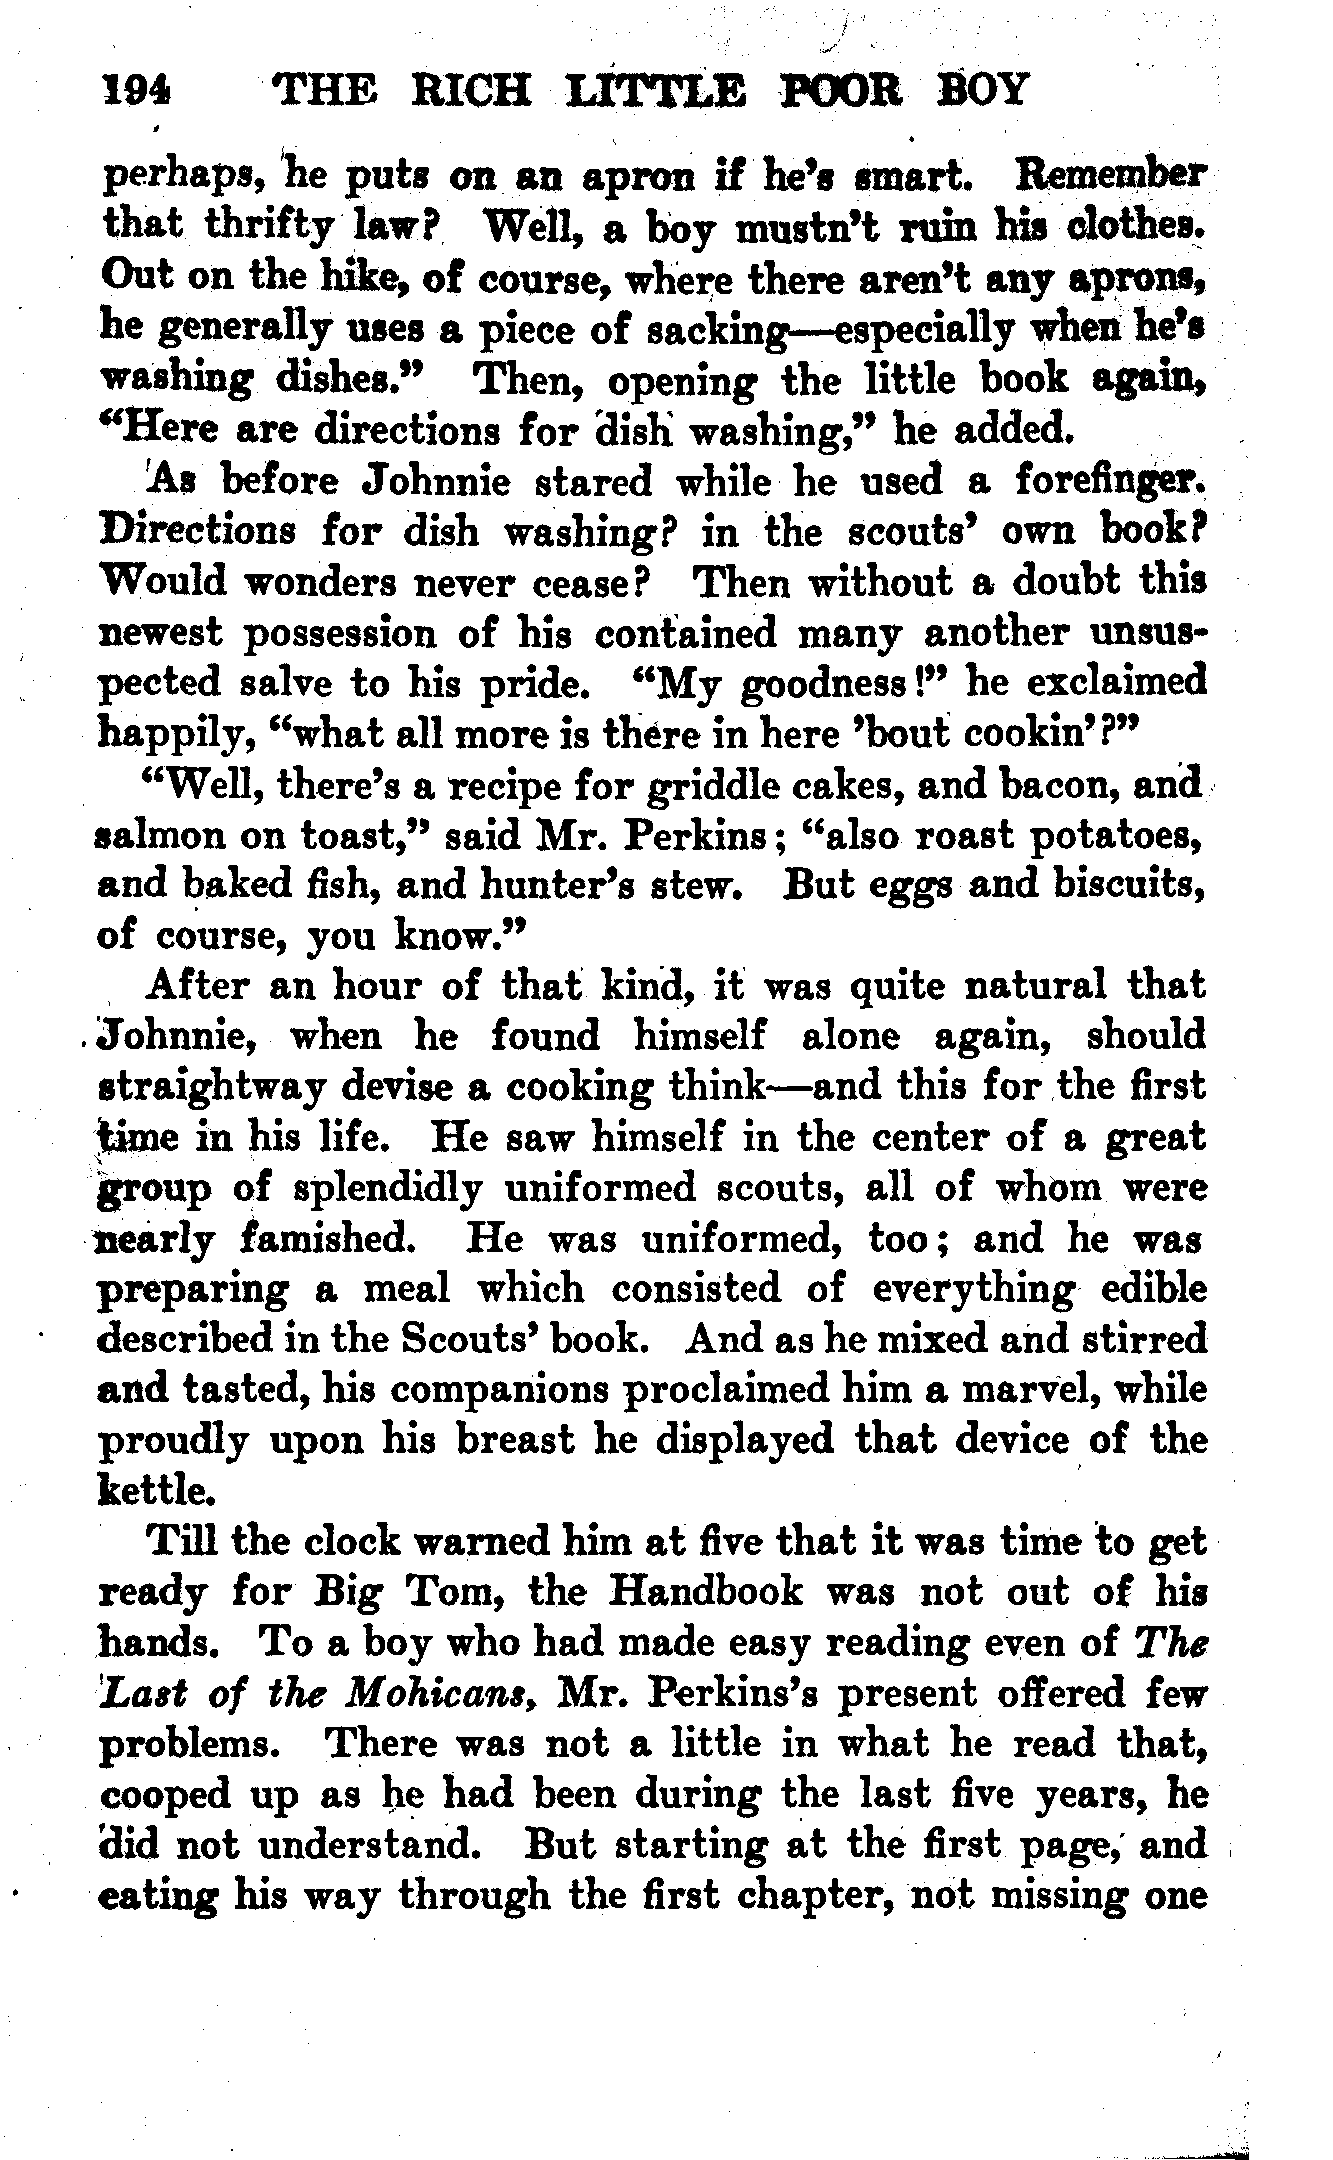 194 THE RICH LITTLE POOR BOY
perhaps, he puts on an apron if he's smart. Remember
that thrifty law? Well, a boy mustn't ruin his clothes.
Out on the hike, of course, where there aren't any aprons,
he generally uses a piece of sacking—especially when he's
washing dishes." Then, opening the little book again,
"Here are directions for dish washing," he added.
As before Johnnie stared while he used a forefinger.
Directions for dish washing? in the scouts' own book?
Would wonders never cease? Then without a doubt this
newest possession of his contained many another unsus-
pected salve to his pride. "My goodness!" he exclaimed
happily, "what all more is there in here 'bout cookin'?"
"Well, there's a recipe for griddle cakes, and bacon, and
salmon on toast," said Mr. Perkins; "also roast potatoes,
and baked fish, and hunter's stew. But eggs and biscuits,
of course, you know."
After an hour of that kind, it was quite natural that
Johnnie, when he found himself alone again, should
straightway devise a cooking think—and this for the first
time in his life. He saw himself in the center of a great
group of splendidly uniformed scouts, all of whom were
nearly famished. He was uniformed, too; and he was
preparing a meal which consisted of everything edible
described in the Scouts' book. And as he mixed and stirred
and tasted, his companions proclaimed him a marvel, while
proudly upon his breast he displayed that device of the
kettle.
Till the clock warned him at five that it was time to get
ready for Big Tom, the Handbook was not out of his
hands. To a boy who had made easy reading even of The
Last of the Mohicans, Mr. Perkins's present offered few
problems. There was not a little in what he read that,
cooped up as he had been during the last five years, he
did not understand. But starting at the first page, and
eating his way through the first chapter, not missing one